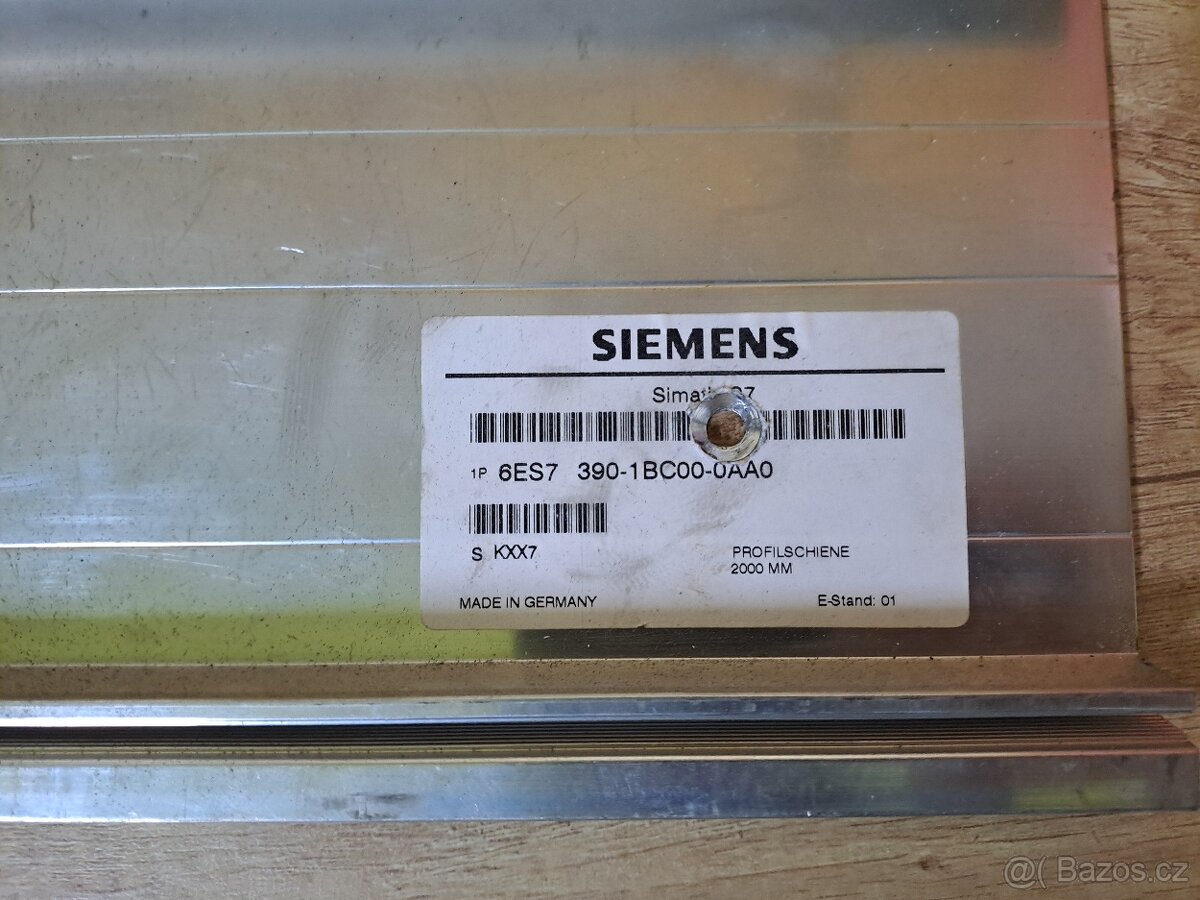 SIEMENS
1P 6ES7 390-1BC00-0AA0
S KXX7
PROFILSCHIENE
2000 MM
MADE IN GERMANY
E-Stand: 01
@( Bazos.cz